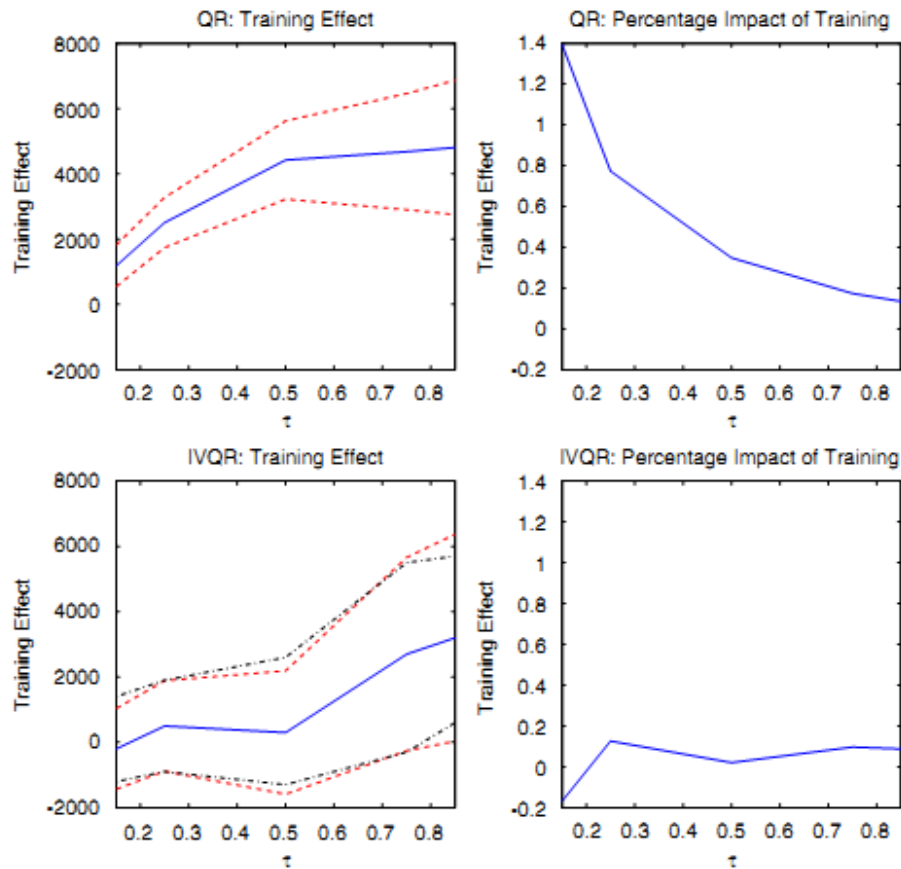 QR: Training Effect
8000
6000
4000
2000
0
-2000
Training Effect
0.2 0.3 0.4 0.5 0.6 0.7 0.8
τ
QR: Percentage Impact of Training
1.4
1.2
1
0.8
0.6
0.4
0.2
0
-0.2
Training Effect
0.2 0.3 0.4 0.5 0.6 0.7 0.8
τ
IVQR: Training Effect
8000
6000
4000
2000
0
-2000
Training Effect
0.2 0.3 0.4 0.5 0.6 0.7 0.8
τ
IVQR: Percentage Impact of Training
1.4
1.2
1
0.8
0.6
0.4
0.2
0
-0.2
Training Effect
0.2 0.3 0.4 0.5 0.6 0.7 0.8
τ